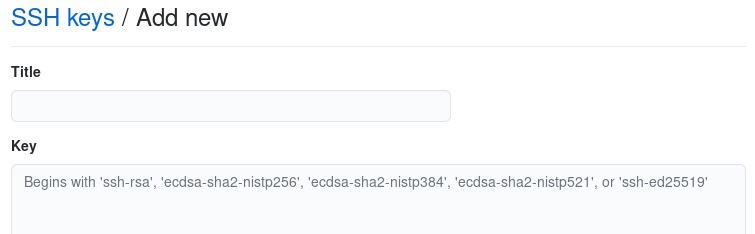 SSH keys / Add new
Title
Key
Begins with 'ssh-rsa', 'ecdsa-sha2-nistp256', 'ecdsa-sha2-nistp384', 'ecdsa-sha2-nistp521', or 'ssh-ed25519'